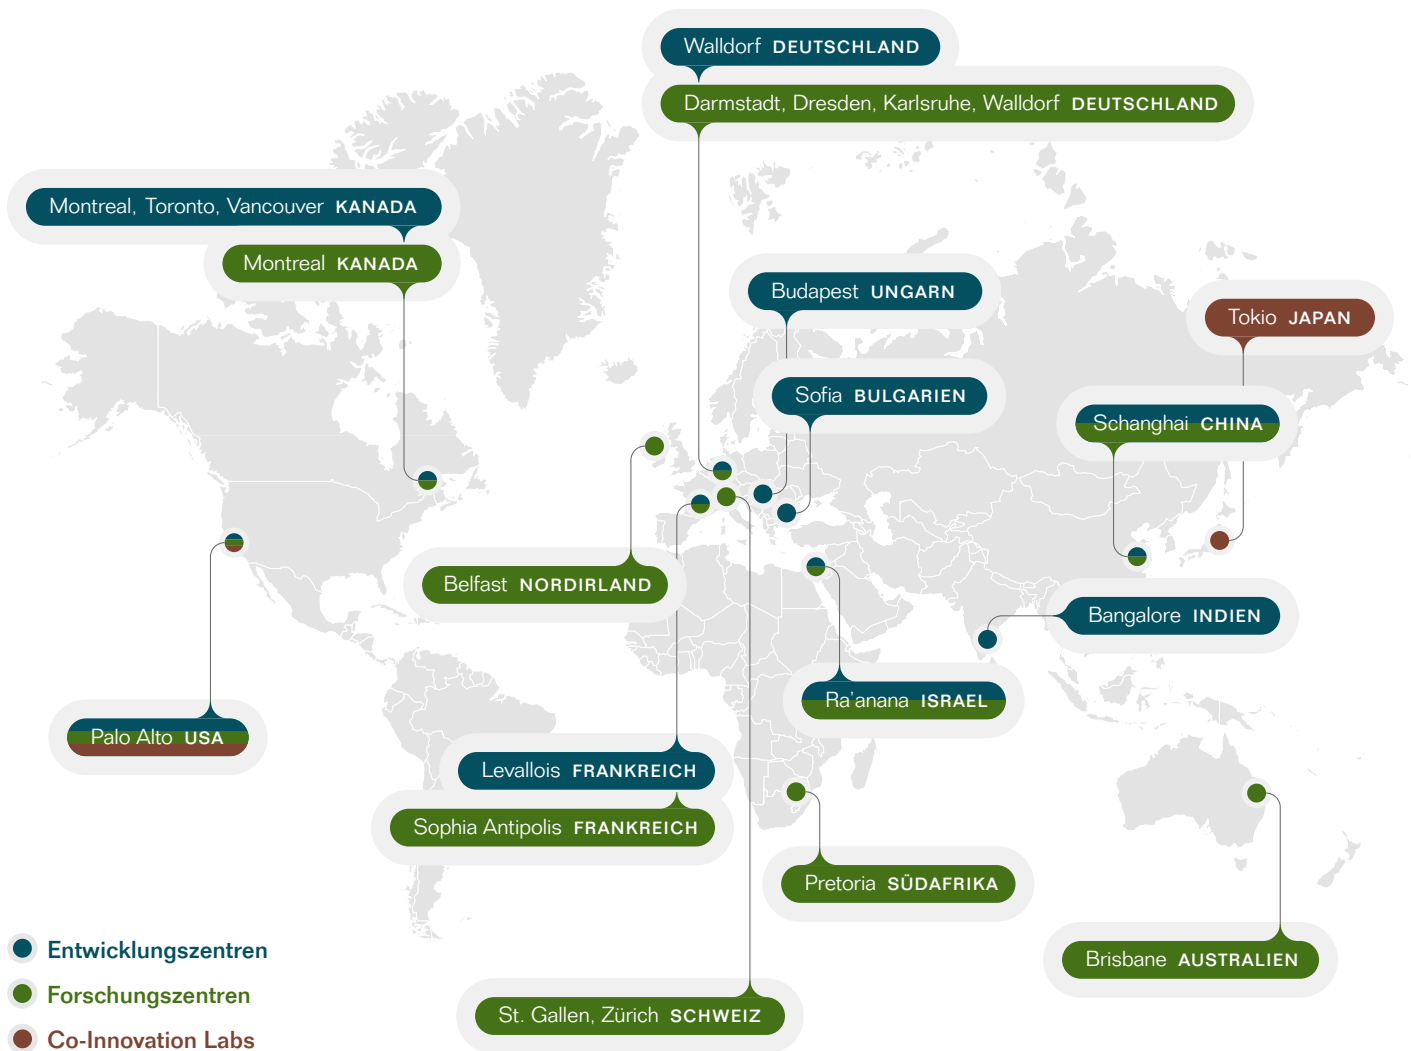 Walldorf DEUTSCHLAND
Darmstadt, Dresden, Karlsruhe, Walldorf DEUTSCHLAND
Montreal, Toronto, Vancouver KANADA
Montreal KANADA
Budapest UNGARN
Tokio JAPAN
Sofia BULGARIEN
Schanghai CHINA
Belfast NORDIRLAND
Bangalore INDIEN
Ra'anana ISRAEL
Palo Alto USA
Levallois FRANKREICH
Sophia Antipolis FRANKREICH
Pretoria SÜDAFRIKA
Brisbane AUSTRALIEN
St. Gallen, Zürich SCHWEIZ
Entwicklungszentren
Forschungszentren
Co-Innovation Labs